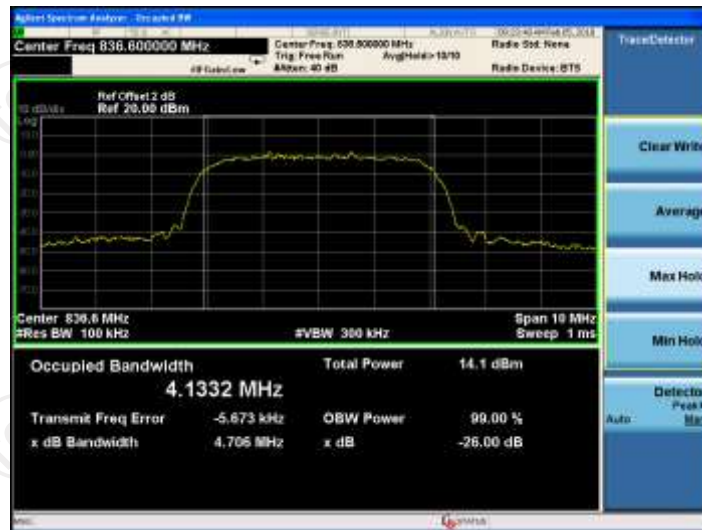 Agilent Spectrum Analyzer - Occupied BW
Center Freq 836.600000 MHz
Center Freq: 836.600000 MHz
Trig: Free Run
Avg|Hold:>10/10
#IFGain:Low
#Atten: 40 dB
Radio Std: None
Radio Device: BTS
Trace/Detector
Ref Offset 2 dB
10 dB/div
Ref 20.00 dBm
Log
Clear Write
Average
Max Hold
Min Hold
Center 836.6 MHz
Span 10 MHz
#Res BW 100 kHz
#VBW 300 kHz
Sweep 1 ms
Occupied Bandwidth
4.1332 MHz
Total Power
14.1 dBm
Transmit Freq Error
-5.673 kHz
OBW Power
99.00 %
x dB Bandwidth
4.706 MHz
x dB
-26.00 dB
Detector
Auto
MSG
STATUS